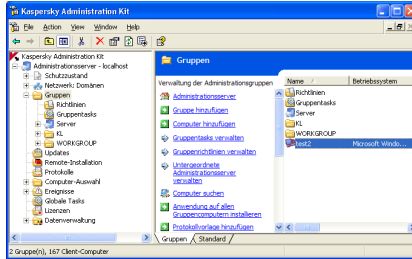 Kaspersky Administration Kit
File Action View Window Help
Kaspersky Administration Kit
Administrationsserver - localhost
Schutzzustand
Netzwerk: Domänen
Gruppen
Richtlinien
Gruppentasks
Server
KL
WORKGROUP
Updates
Remote-Installation
Protokolle
Computer-Auswahl
Ereignisse
Globale Tasks
Lizenzen
Datenverwaltung
Gruppen
Verwaltung der Administrationsgruppen
Administrationsserver
Gruppe hinzufügen
Computer hinzufügen
Gruppentasks verwalten
Gruppenrichtlinien verwalten
Untergeordnete
Administrationsserver
verwalten
Computer suchen
Anwendung auf allen
Gruppencomputern installieren
Protokollvorlage hinzufügen
Name Betriebssystem
Richtlinien
Gruppentasks
Server
KL
WORKGROUP
test2 Microsoft Windo...
Gruppen Standard
2 Gruppe(n), 167 Client-Computer